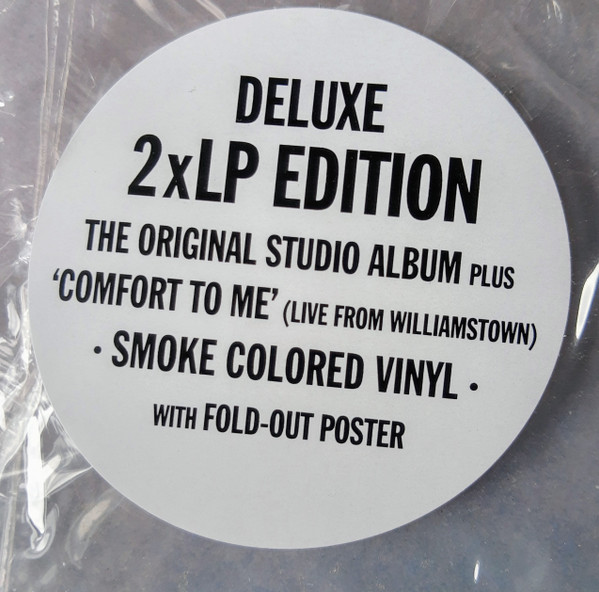 DELUXE
2xLP EDITION
THE ORIGINAL STUDIO ALBUM PLUS
‘COMFORT TO ME’ (LIVE FROM WILLIAMSTOWN)
· SMOKE COLORED VINYL ·
WITH FOLD-OUT POSTER